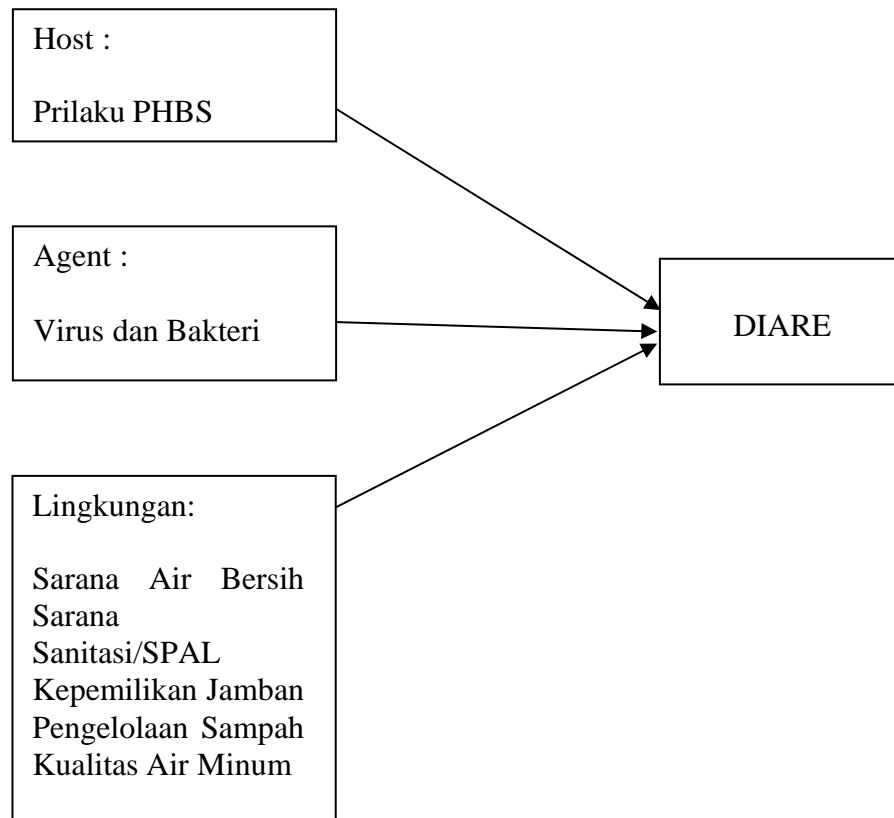 Host :
Prilaku PHBS
Agent :
Virus dan Bakteri
DIARE
Lingkungan:
Sarana Air Bersih
Sarana
Sanitasi/SPAL
Kepemilikan Jamban
Pengelolaan Sampah
Kualitas Air Minum